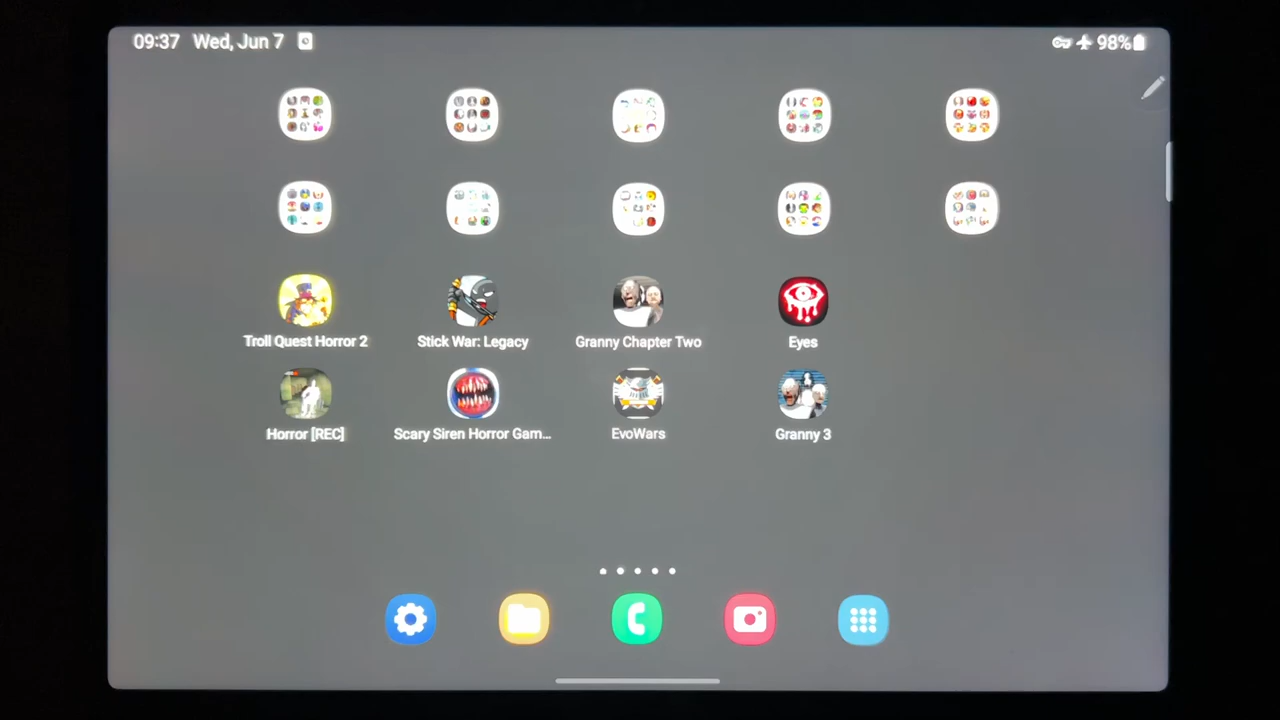 09:37 Wed, Jun 7
98%
Troll Quest Horror 2
Stick War: Legacy
Granny Chapter Two
Eyes
Horror [REC]
Scary Siren Horror Gam...
EvoWars
Granny 3